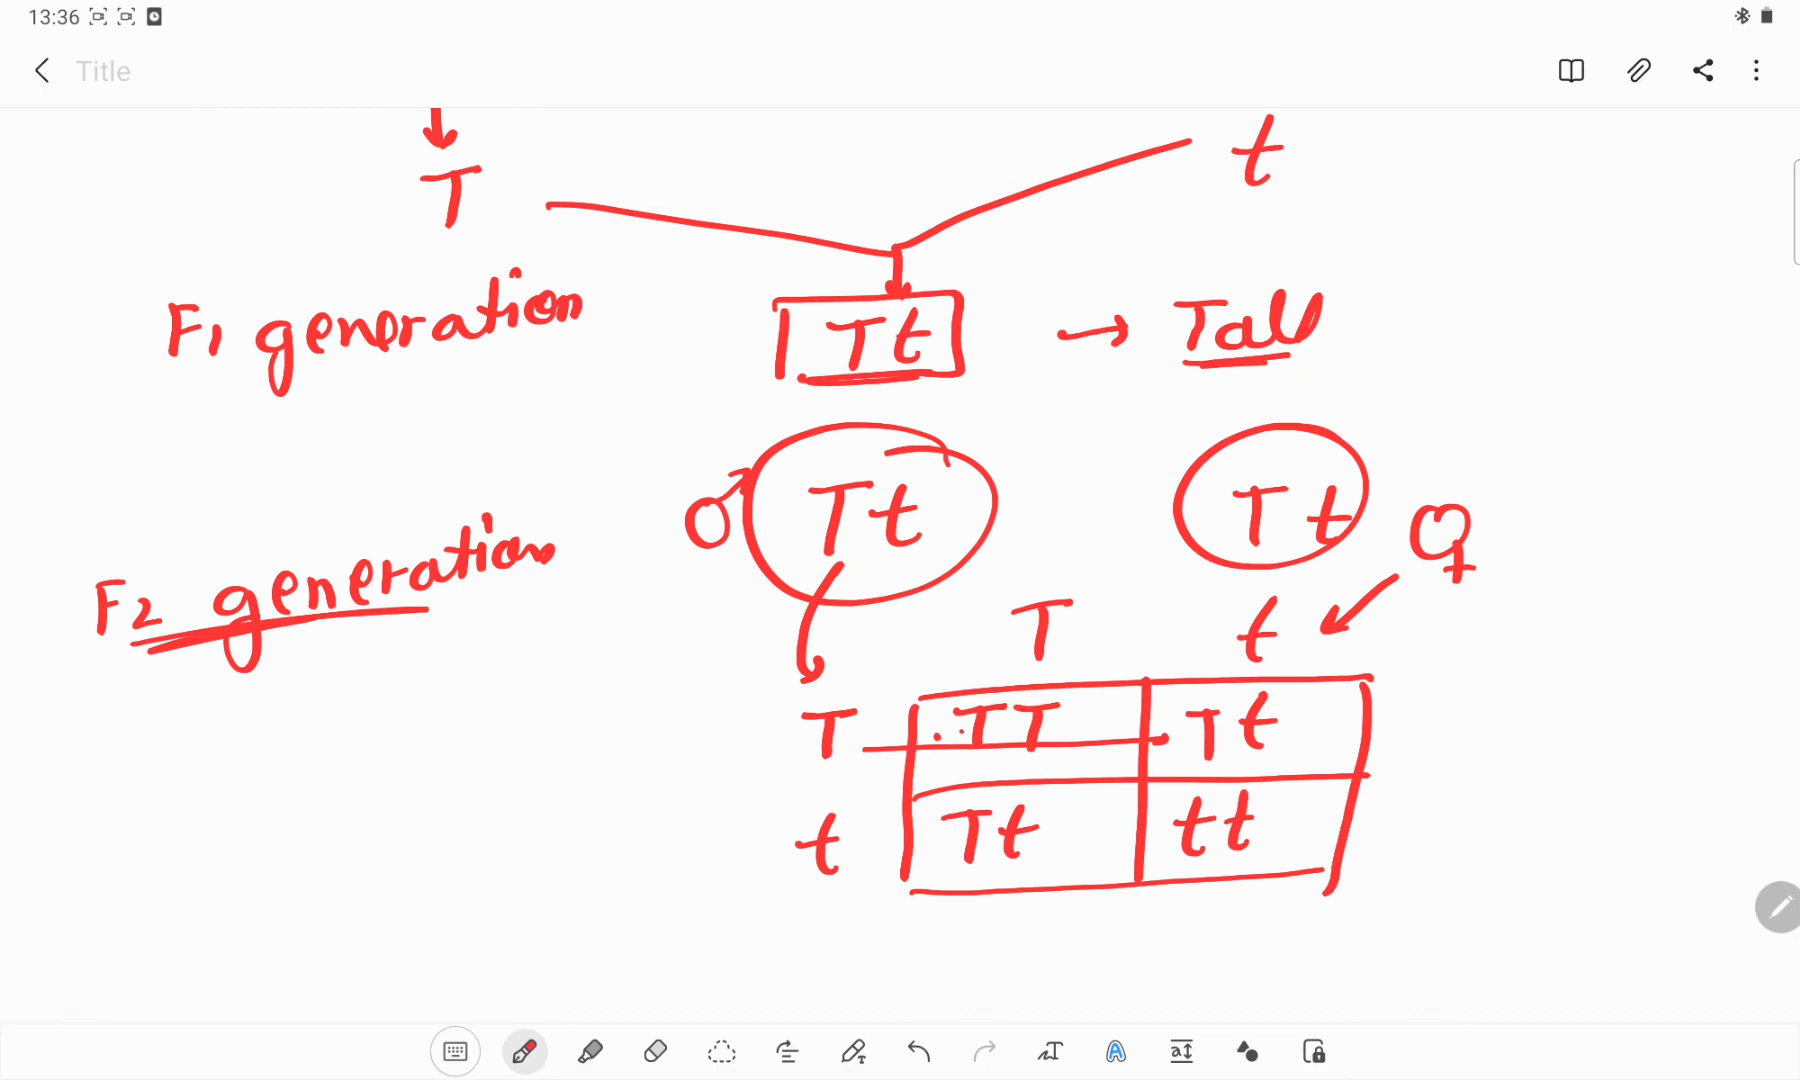 13:36
Title
T
t
F1 generation
Tt → Tall
Tt
Tt
F2 generation
T t
T TT Tt
t Tt tt